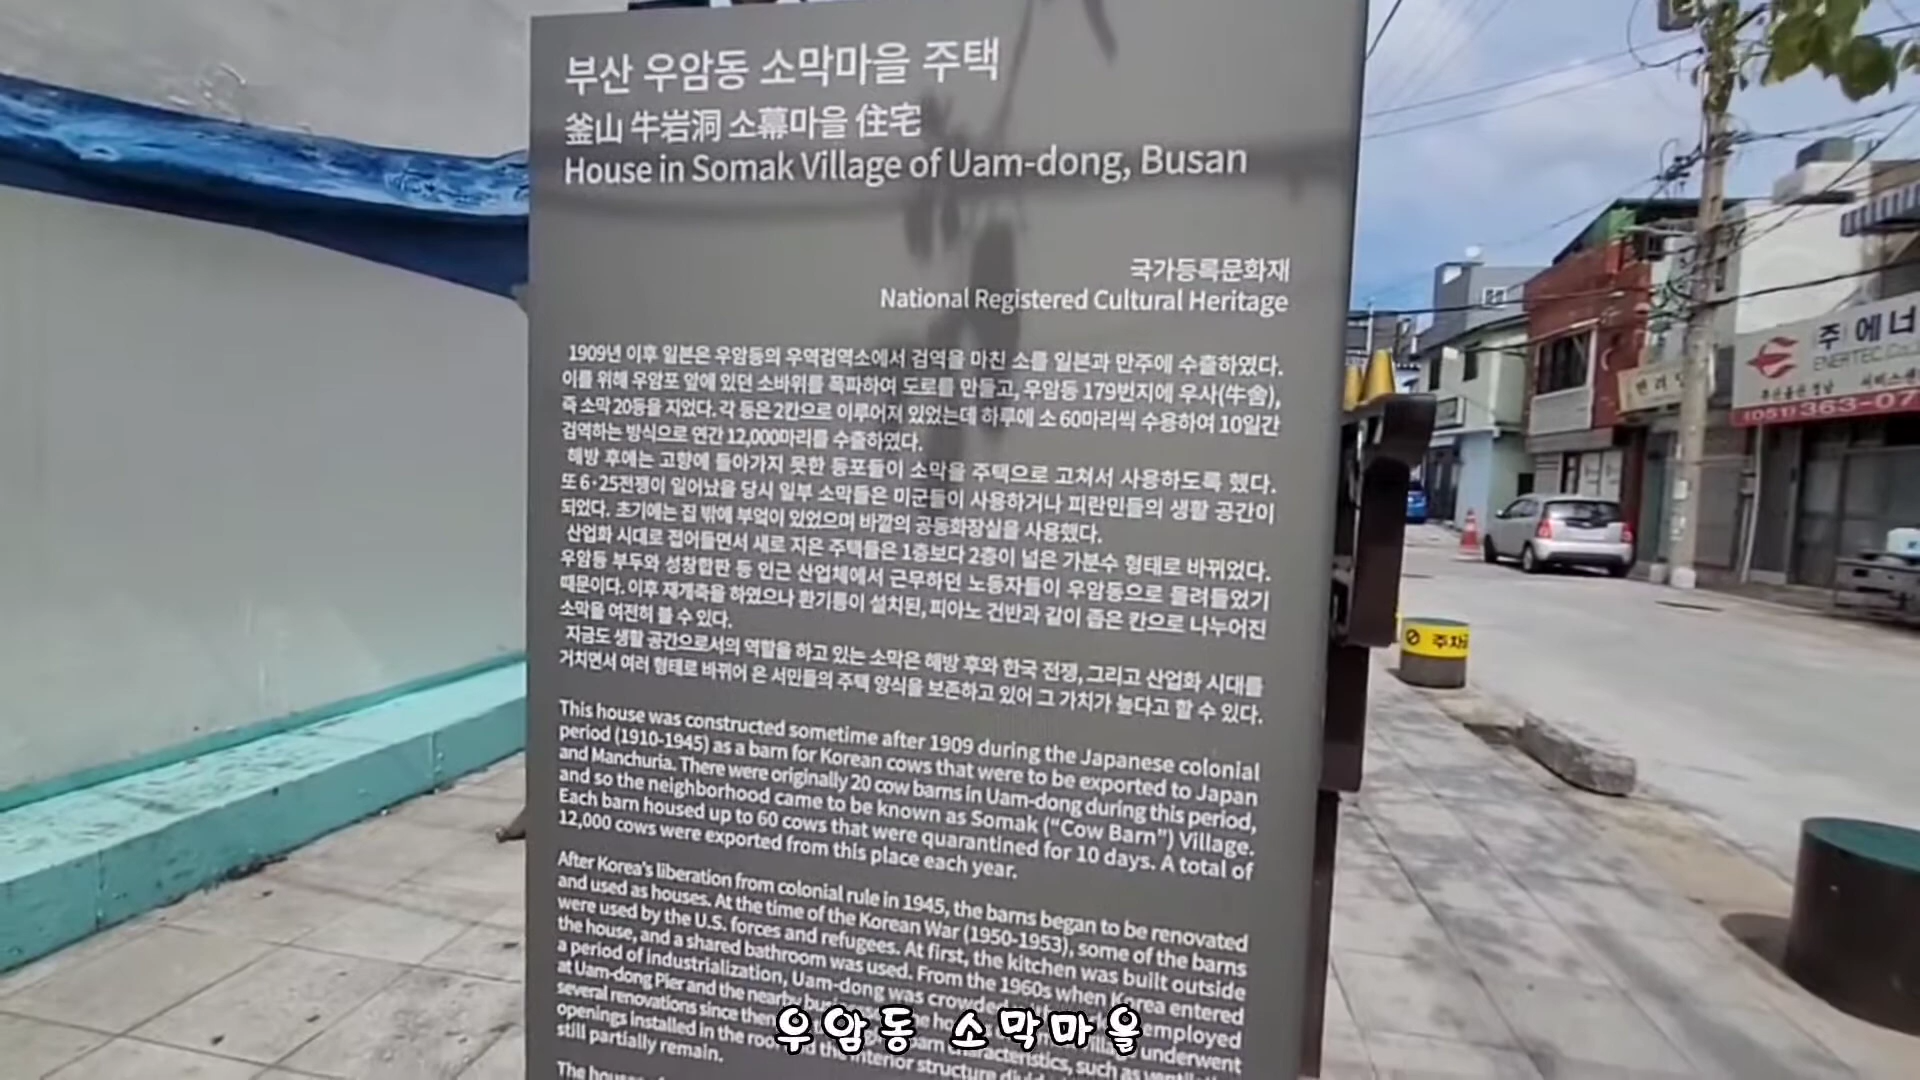 부산 우암동 소막마을 주택
釜山 牛岩洞 소幕마을 住宅
House in Somak Village of Uam-dong, Busan
국가등록문화재
National Registered Cultural Heritage
1909년 이후 일본은 우암동의 우역검역소에서 검역을 마친 소를 일본과 만주에 수출하였다.
이를 위해 우암포 앞에 있던 소바위를 폭파하여 도로를 만들고, 우암동 179번지에 우사(牛舍),
즉 소막 20동을 지었다. 각 동은 2칸으로 이루어져 있었는데 하루에 소 60마리씩 수용하여 10일간
검역하는 방식으로 연간 12,000마리를 수출하였다.
해방 후에는 고향에 돌아가지 못한 동포들이 소막을 주택으로 고쳐서 사용하도록 했다.
또 6·25전쟁이 일어났을 당시 일부 소막들은 미군들이 사용하거나 피란민들의 생활 공간이
되었다. 초기에는 집 밖에 부엌이 있었으며 바깥의 공동화장실을 사용했다.
산업화 시대로 접어들면서 새로 지은 주택들은 1층보다 2층이 넓은 가분수 형태로 바뀌었다.
우암동 부두와 성창합판 등 인근 산업체에서 근무하던 노동자들이 우암동으로 몰려들었기
때문이다. 이후 재개축을 하였으나 환기통이 설치된, 피아노 건반과 같이 좁은 칸으로 나누어진
소막을 여전히 볼 수 있다.
지금도 생활 공간으로서의 역할을 하고 있는 소막은 해방 후와 한국 전쟁, 그리고 산업화 시대를
거치면서 여러 형태로 바뀌어 온 서민들의 주택 양식을 보존하고 있어 그 가치가 높다고 할 수 있다.
This house was constructed sometime after 1909 during the Japanese colonial
period (1910-1945) as a barn for Korean cows that were to be exported to Japan
and Manchuria. There were originally 20 cow barns in Uam-dong during this period,
and so the neighborhood came to be known as Somak (“Cow Barn”) Village.
Each barn housed up to 60 cows that were quarantined for 10 days. A total of
12,000 cows were exported from this place each year.
After Korea's liberation from colonial rule in 1945, the barns began to be renovated
and used as houses. At the time of the Korean War (1950-1953), some of the barns
were used by the U.S. forces and refugees. At first, the kitchen was built outside
the house, and a shared bathroom was used. From the 1960s when Korea entered
a period of industrialization, Uam-dong was crowded employed
at Uam-dong Pier and the nearby underwent
several renovations since characteristics, such as
openings installed in the roof and the interior structure
still partially remain.
The house
우암동 소막마을
(주)에너
ENERTEC.Co.
부산울산경남 서비스센
(051)363-07
주차금